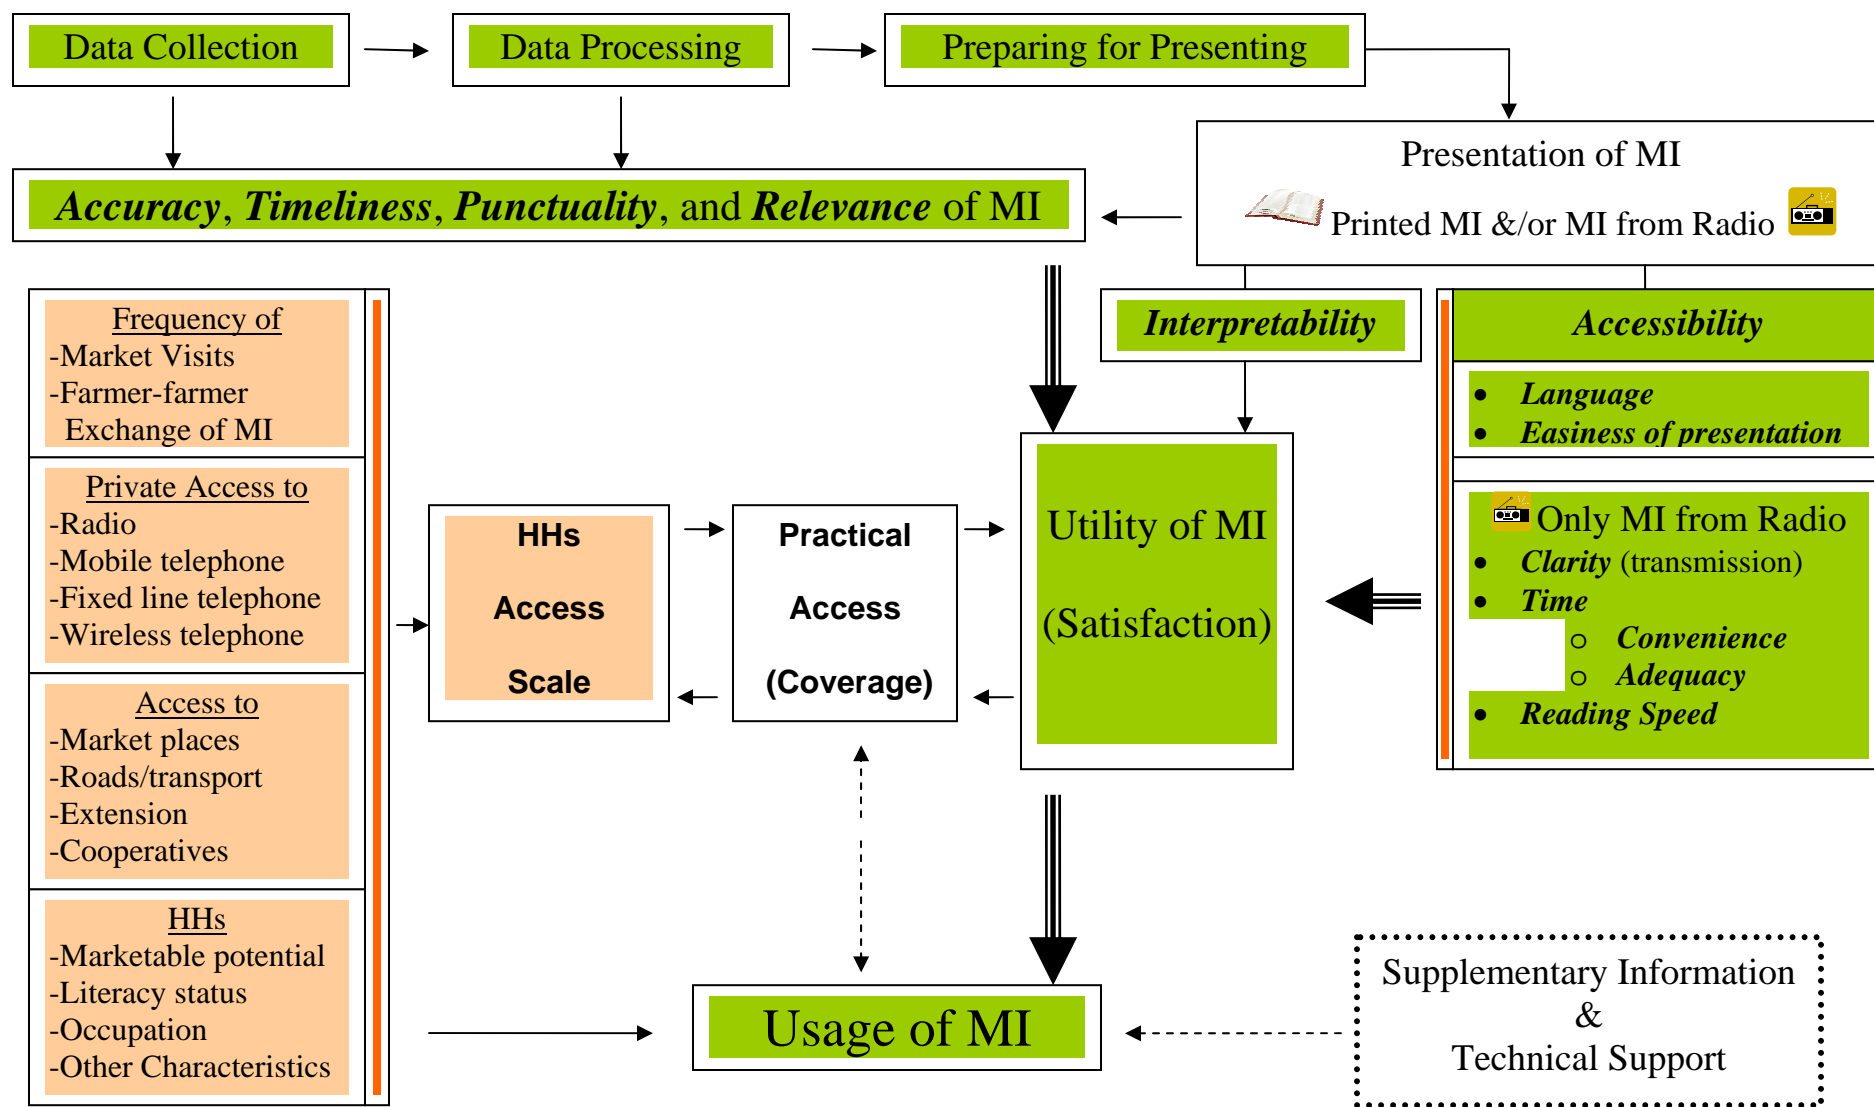 Data Collection
Data Processing
Preparing for Presenting
Presentation of MI
Printed MI &/or MI from Radio
Accuracy, Timeliness, Punctuality, and Relevance of MI
Interpretability
Accessibility
• Language
• Easiness of presentation
Only MI from Radio
• Clarity (transmission)
• Time
o Convenience
o Adequacy
• Reading Speed
Frequency of
-Market Visits
-Farmer-farmer
Exchange of MI
Private Access to
-Radio
-Mobile telephone
-Fixed line telephone
-Wireless telephone
Access to
-Market places
-Roads/transport
-Extension
-Cooperatives
HHs
-Marketable potential
-Literacy status
-Occupation
-Other Characteristics
HHs
Access
Scale
Practical
Access
(Coverage)
Utility of MI
(Satisfaction)
Usage of MI
Supplementary Information
&
Technical Support